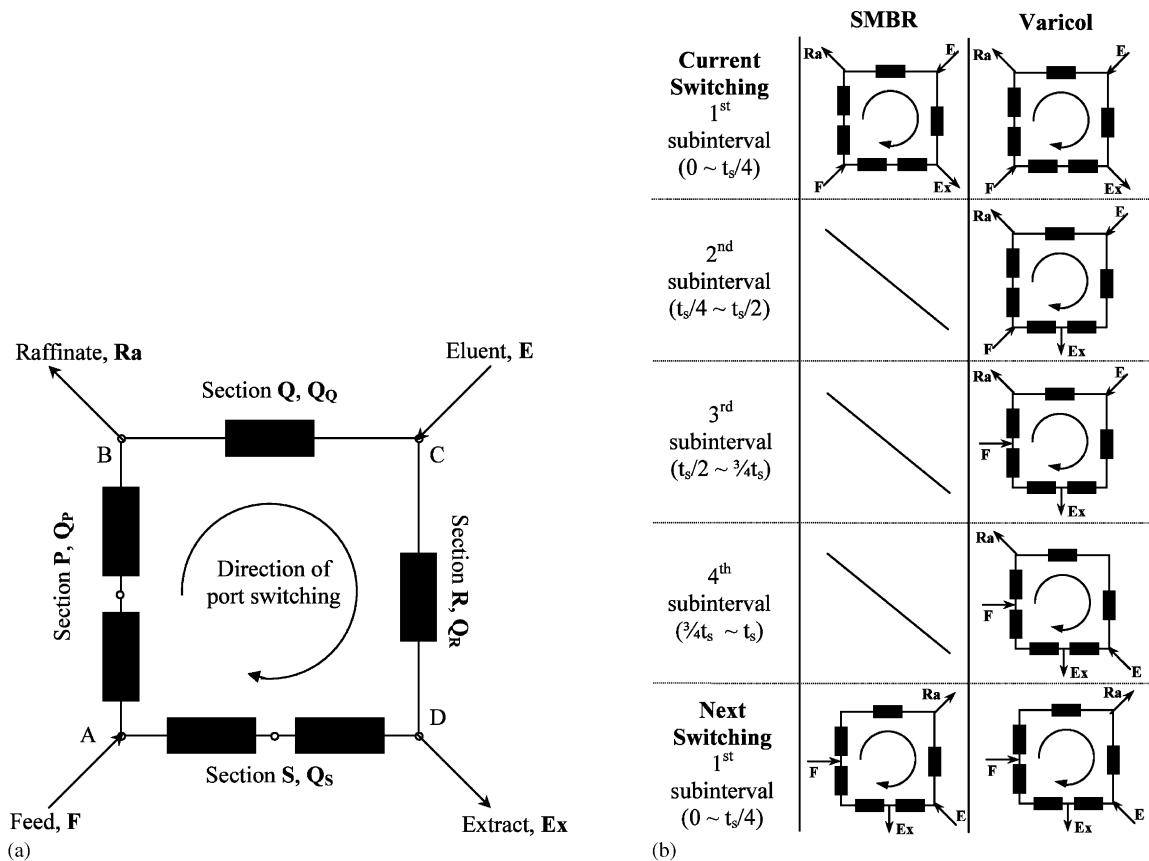 Raffinate, Ra
Eluent, E
Section Q, QQ
B
C
Section P, QP
Direction of
port switching
Section R, QR
A
D
Section S, QS
Feed, F
Extract, Ex
(a)
SMBR
Varicol
Current
Switching
1st
subinterval
(0 ~ ts/4)
Ra
E
F
Ex
Ra
E
F
Ex
2nd
subinterval
(ts/4 ~ ts/2)
Ra
E
F
Ex
3rd
subinterval
(ts/2 ~ ¾ts)
Ra
E
F
Ex
4th
subinterval
(¾ts ~ ts)
Ra
F
Ex
E
Next
Switching
1st
subinterval
(0 ~ ts/4)
Ra
F
Ex
E
Ra
F
Ex
E
(b)